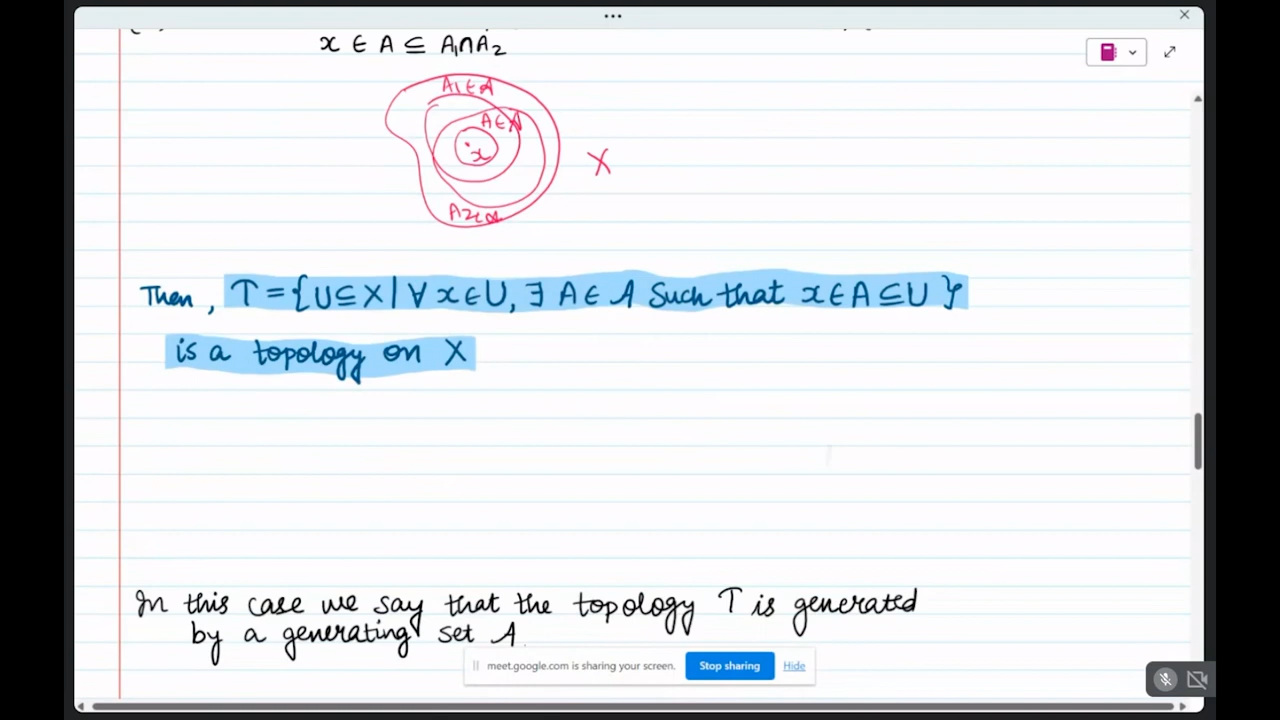 x ∈ A ⊆ A₁∩A₂
A₁∈A
A∈A
x
X
A₂∈A
Then, T = {U⊆X | ∀ x∈U, ∃ A∈A Such that x∈A⊆U}
is a topology on X
In this case we say that the topology T is generated
by a generating set A.
meet.google.com is sharing your screen. Stop sharing Hide